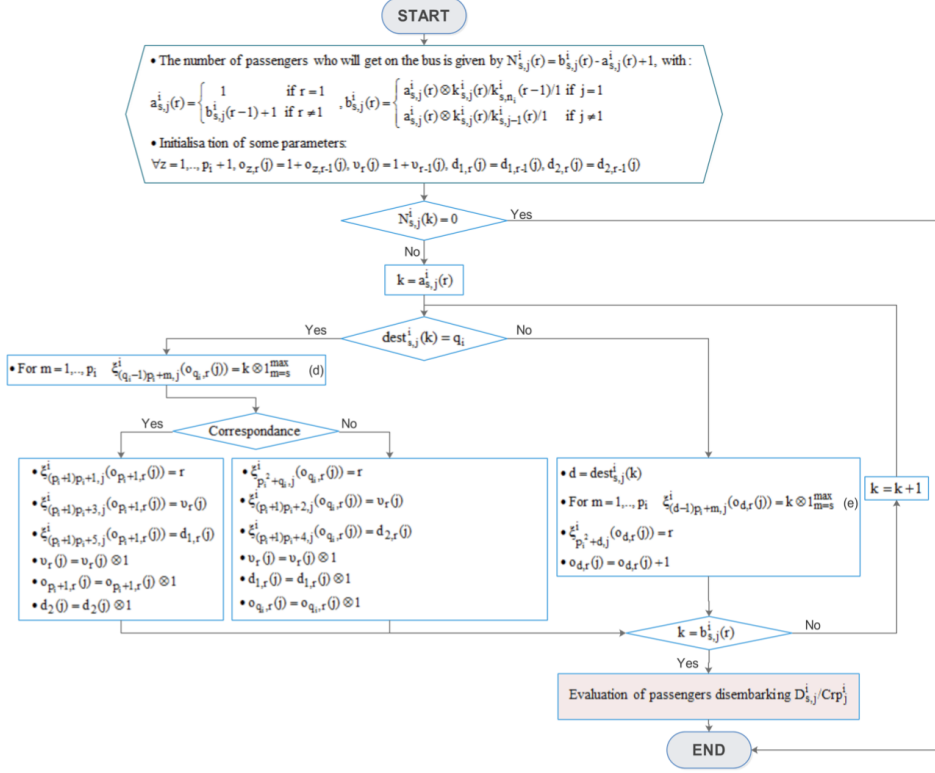 START
• The number of passengers who will get on the bus is given by N^i_{s,j}(r)=b^i_{s,j}(r)-a^i_{s,j}(r)+1, with:
a^i_{s,j}(r)={ 1 if r=1
b^i_{s,j}(r−1)+1 if r≠1
, b^i_{s,j}(r)={ a^i_{s,j}(r)⊗k^i_{s,j}(r)/k^i_{s,n_i}(r-1)/1 if j=1
a^i_{s,j}(r)⊗k^i_{s,j}(r)/k^i_{s,j-1}(r)/1 if j≠1
• Initialisation of some parameters:
∀z=1,..,p_i+1, o_{z,r}(j)=1+o_{z,r-1}(j), υ_r(j)=1+υ_{r-1}(j), d_{1,r}(j)=d_{1,r-1}(j), d_{2,r}(j)=d_{2,r-1}(j)
N^i_{s,j}(k)=0
Yes
No
k=a^i_{s,j}(r)
Yes
dest^i_{s,j}(k)=q_i
No
• For m=1,..,p_i ξ^i_{(q_i−1)p_i+m,j}(o_{q_i,r}(j))=k⊗1^{max}_{m=s} (d)
Yes
Correspondance
No
• ξ^i_{(p_i+1)p_i+1,j}(o_{p_i+1,r}(j))=r
• ξ^i_{(p_i+1)p_i+3,j}(o_{p_i+1,r}(j))=υ_r(j)
• ξ^i_{(p_i+1)p_i+5,j}(o_{p_i+1,r}(j))=d_{1,r}(j)
• υ_r(j)=υ_r(j)⊗1
• o_{p_i+1,r}(j)=o_{p_i+1,r}(j)⊗1
• d_2(j)=d_2(j)⊗1
• ξ^i_{p_i^2+q_i,j}(o_{q_i,r}(j))=r
• ξ^i_{(p_i+1)p_i+2,j}(o_{q_i,r}(j))=υ_r(j)
• ξ^i_{(p_i+1)p_i+4,j}(o_{q_i,r}(j))=d_{2,r}(j)
• υ_r(j)=υ_r(j)⊗1
• d_{1,r}(j)=d_{1,r}(j)⊗1
• o_{q_i,r}(j)=o_{q_i,r}(j)⊗1
• d=dest^i_{s,j}(k)
• For m=1,..,p_i ξ^i_{(d−1)p_i+m,j}(o_{d,r}(j))=k⊗1^{max}_{m=s} (e)
• ξ^i_{p_i^2+d,j}(o_{d,r}(j))=r
• o_{d,r}(j)=o_{d,r}(j)+1
k=k+1
k=b^i_{s,j}(r)
No
Yes
Evaluation of passengers disembarking D^i_{s,j}/Crp^i_j
END